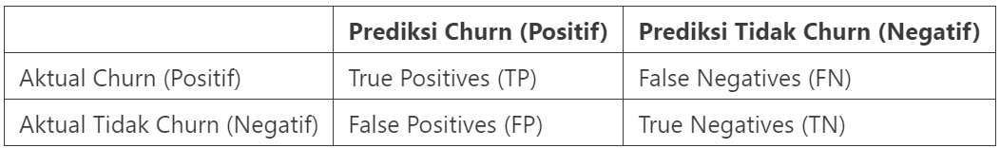 Prediksi Churn (Positif) Prediksi Tidak Churn (Negatif)
Aktual Churn (Positif) True Positives (TP) False Negatives (FN)
Aktual Tidak Churn (Negatif) False Positives (FP) True Negatives (TN)